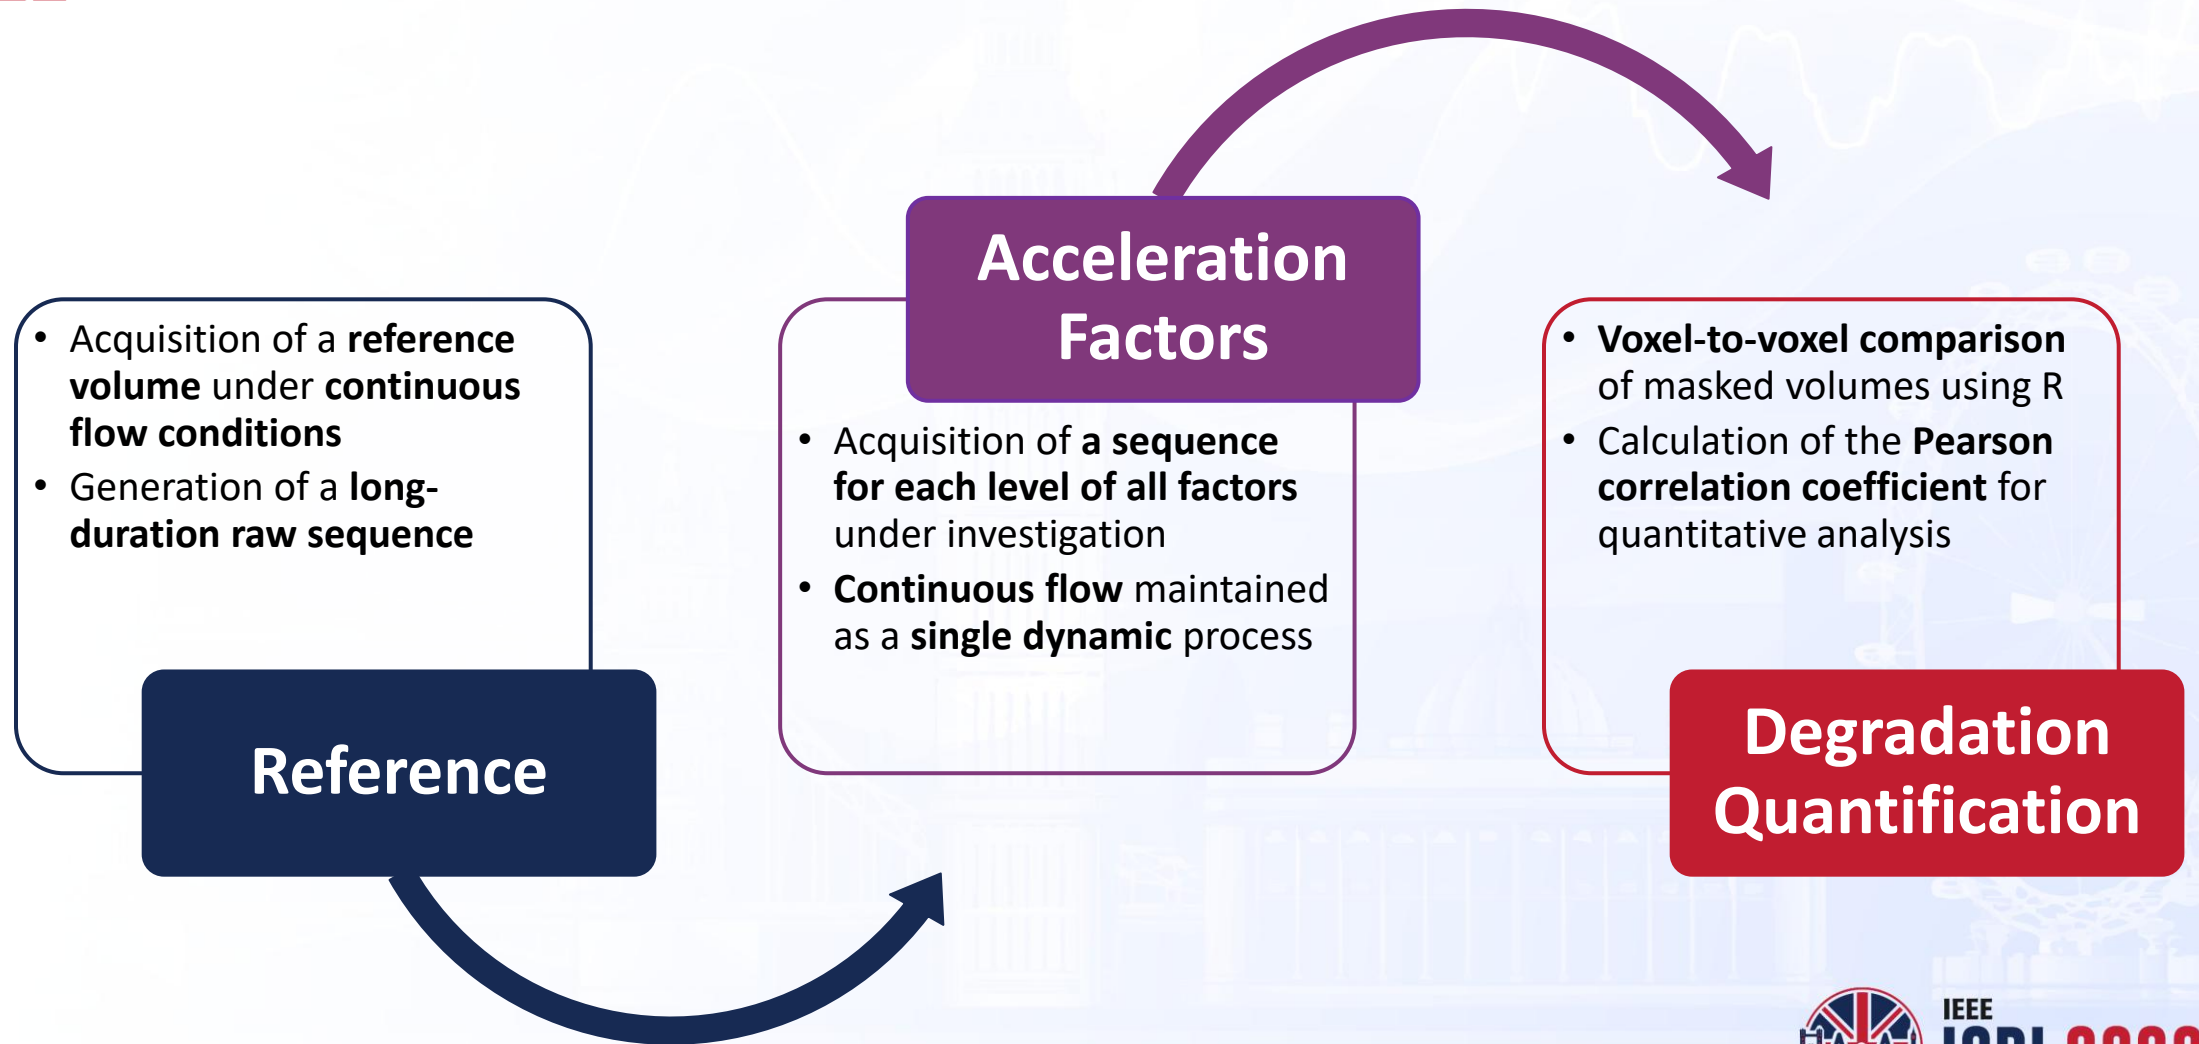 • Acquisition of a reference
volume under continuous
flow conditions
• Generation of a long-
duration raw sequence
Reference
Acceleration
Factors
• Acquisition of a sequence
for each level of all factors
under investigation
• Continuous flow maintained
as a single dynamic process
• Voxel-to-voxel comparison
of masked volumes using R
• Calculation of the Pearson
correlation coefficient for
quantitative analysis
Degradation
Quantification
IEEE